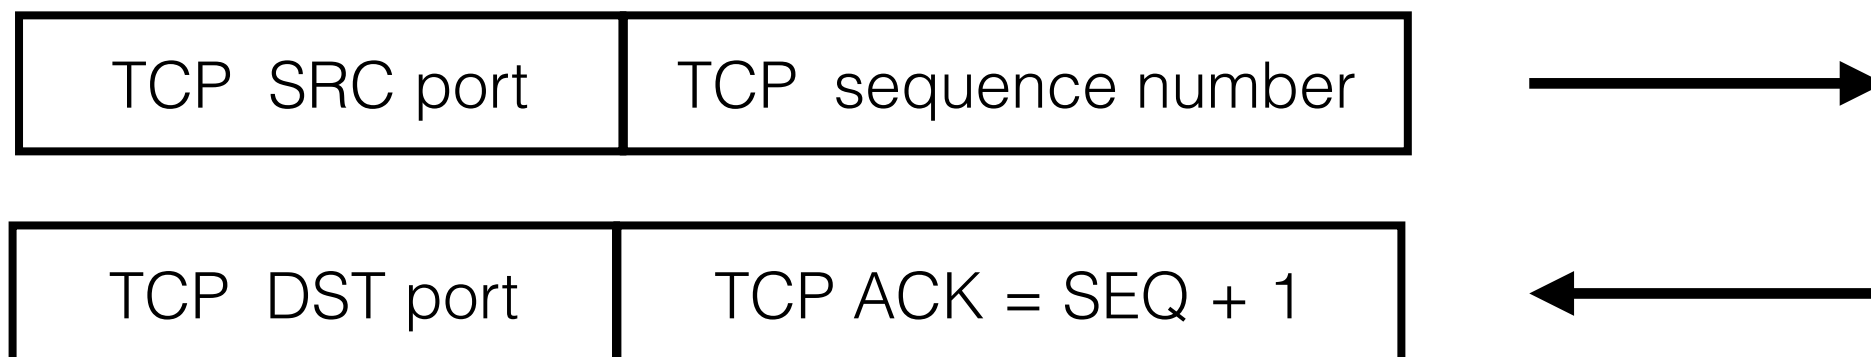 TCP SRC port TCP sequence number
TCP DST port TCP ACK = SEQ + 1